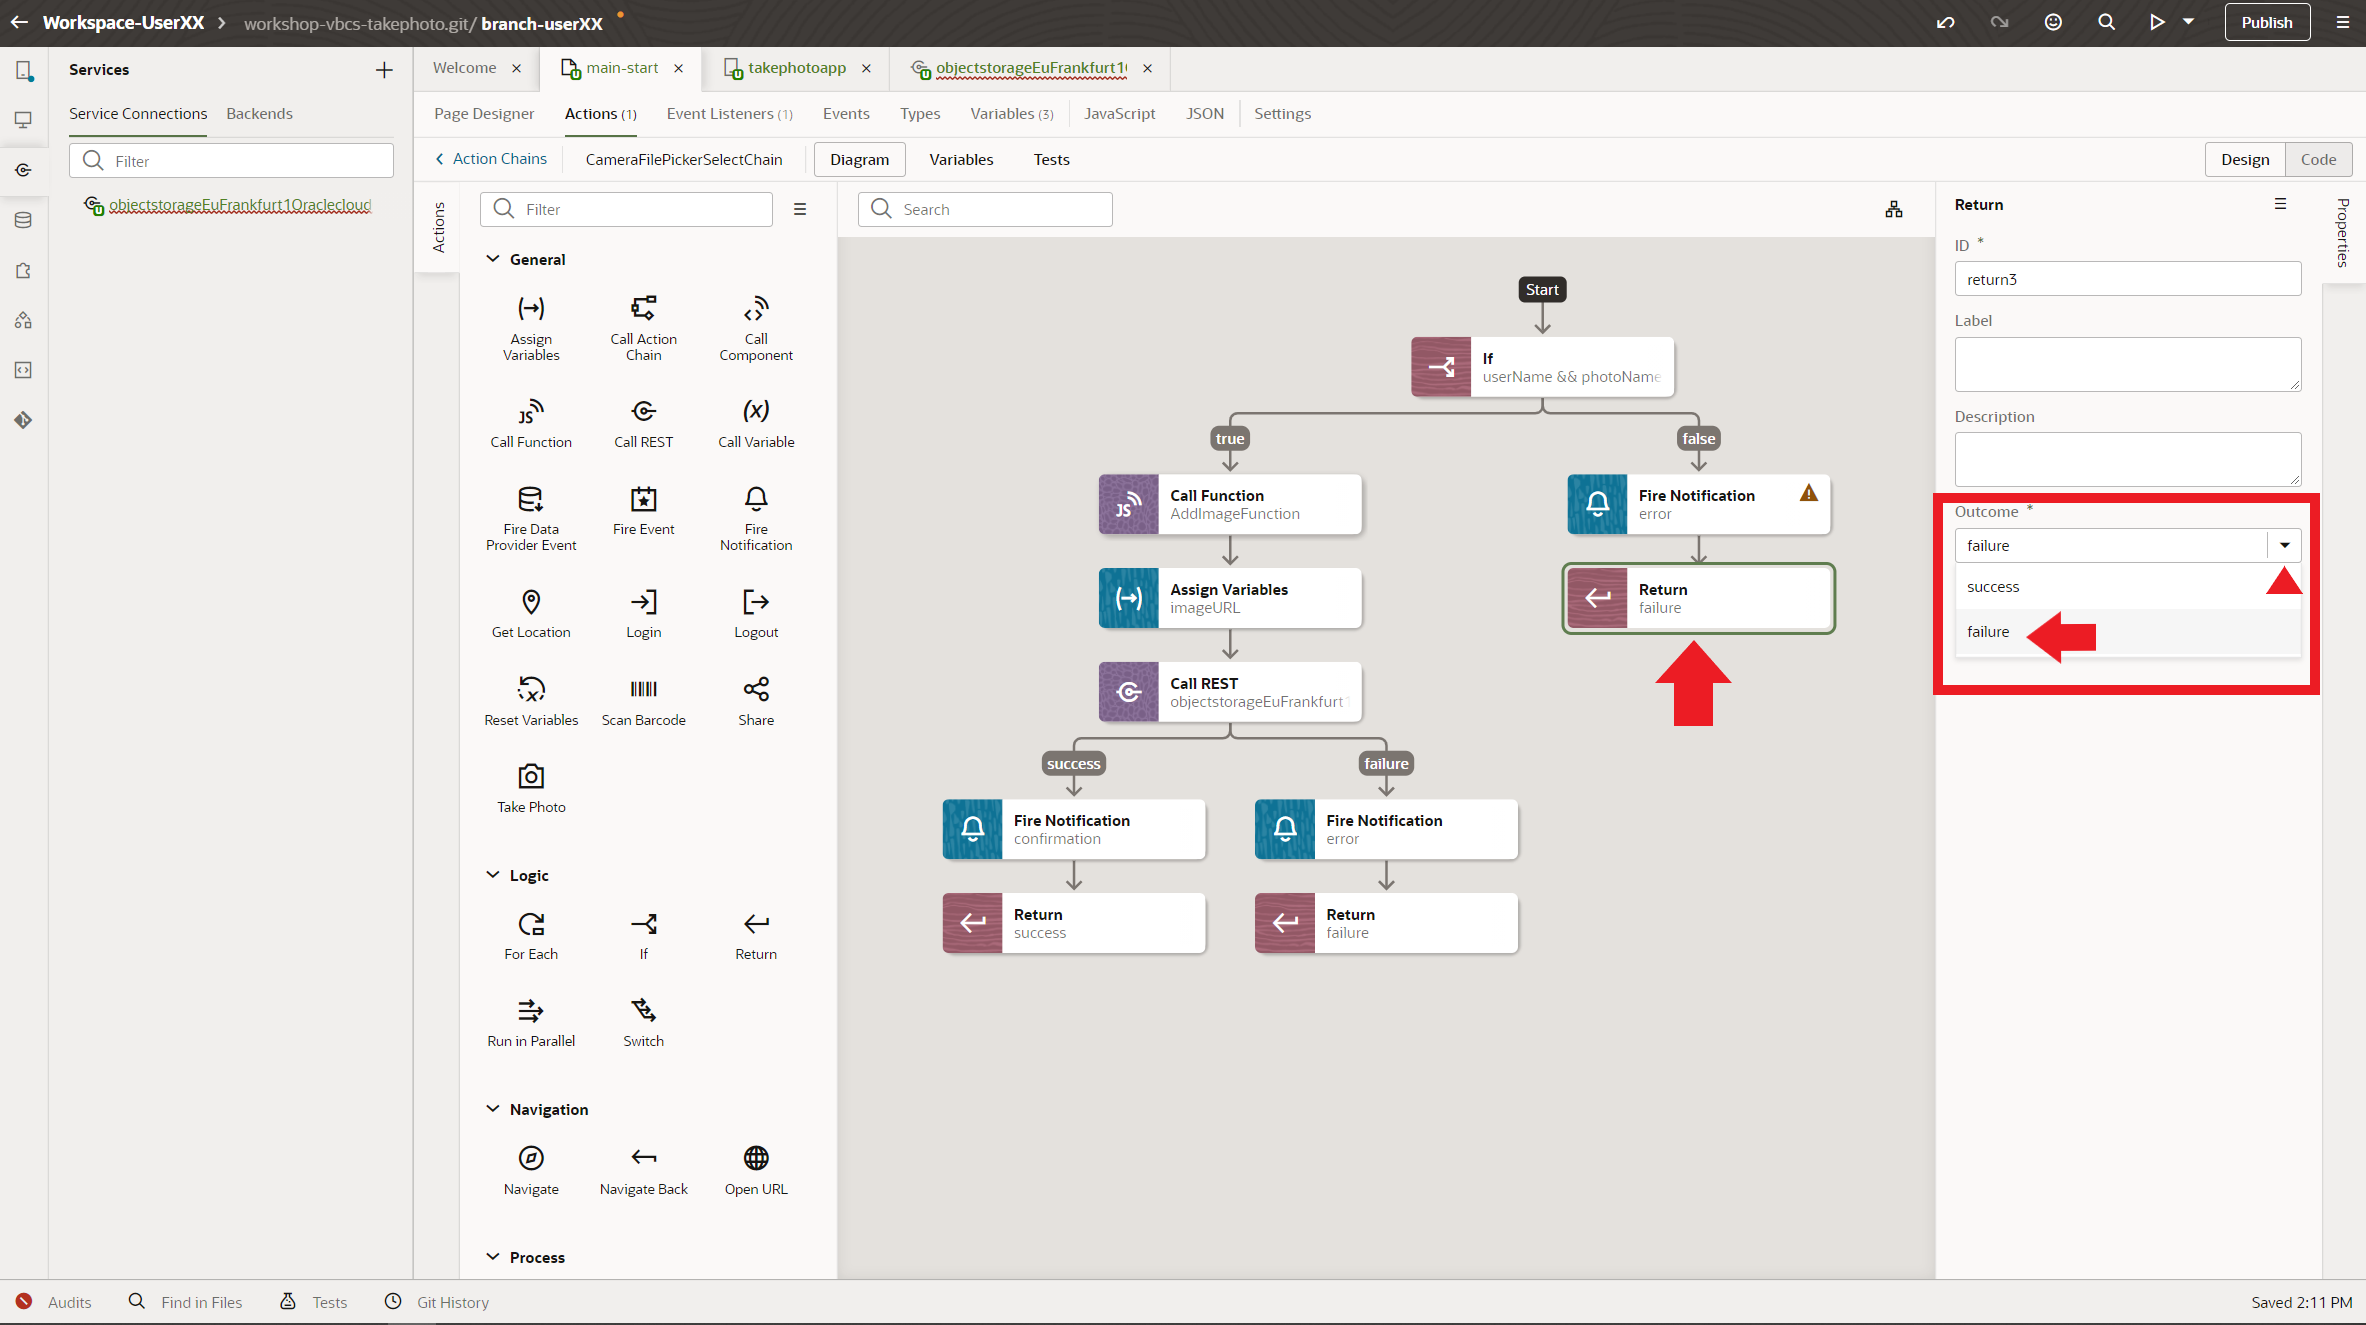 Workspace-UserXX workshop-vbcs-takephoto.git/ branch-userXX Publish
Services
Service Connections Backends
Filter
objectstorageEuFrankfurt1Oraclecloud
Welcome main-start takephotoapp objectstorageEuFrankfurt1
Page Designer Actions (1) Event Listeners (1) Events Types Variables (3) JavaScript JSON Settings
Action Chains CameraFilePickerSelectChain Diagram Variables Tests Design Code
Actions
Filter
General
Assign Variables
Call Action Chain
Call Component
Call Function
Call REST
Call Variable
Fire Data Provider Event
Fire Event
Fire Notification
Get Location
Login
Logout
Reset Variables
Scan Barcode
Share
Take Photo
Logic
For Each
If
Return
Run in Parallel
Switch
Navigation
Navigate
Navigate Back
Open URL
Process
Search
Start
If
userName && photoName
true
false
Call Function
AddImageFunction
Fire Notification
error
Assign Variables
imageURL
Return
failure
Call REST
objectstorageEuFrankfurt1
success
failure
Fire Notification
confirmation
Fire Notification
error
Return
success
Return
failure
Return
Properties
ID *
return3
Label
Description
Outcome *
failure
success
failure
Audits Find in Files Tests Git History Saved 2:11 PM